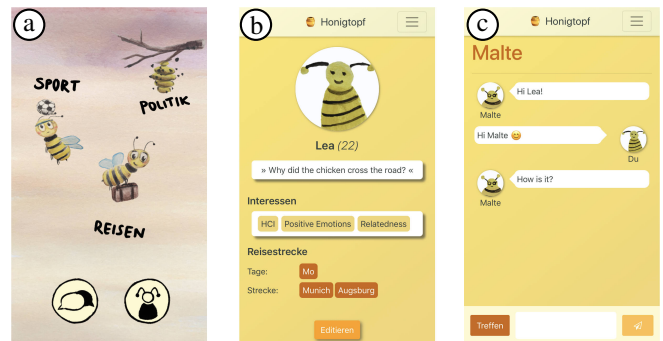 a
SPORT
POLITIK
REISEN
b
Honigtopf
Lea (22)
» Why did the chicken cross the road? «
Interessen
HCI Positive Emotions Relatedness
Reisestrecke
Tage: Mo
Strecke: Munich Augsburg
Editieren
c
Honigtopf
Malte
Hi Lea!
Malte
Hi Malte 😊
Du
How is it?
Malte
Treffen